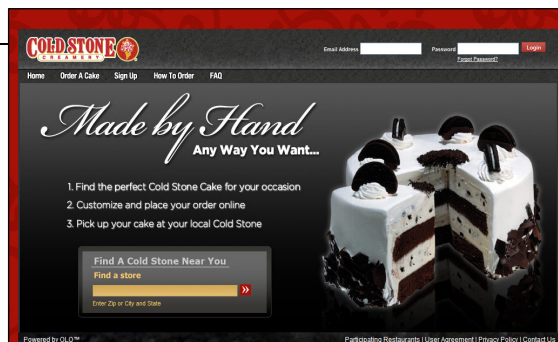 COLD STONE
CREAMERY
Email Address
Password
Login
Forgot Password?
Home Order A Cake Sign Up How To Order FAQ
Made by Hand
Any Way You Want...
1. Find the perfect Cold Stone Cake for your occasion
2. Customize and place your order online
3. Pick up your cake at your local Cold Stone
Find A Cold Stone Near You
Find a store
»
Enter Zip or City and State
Powered by OLO™ Participating Restaurants | User Agreement | Privacy Policy | Contact Us